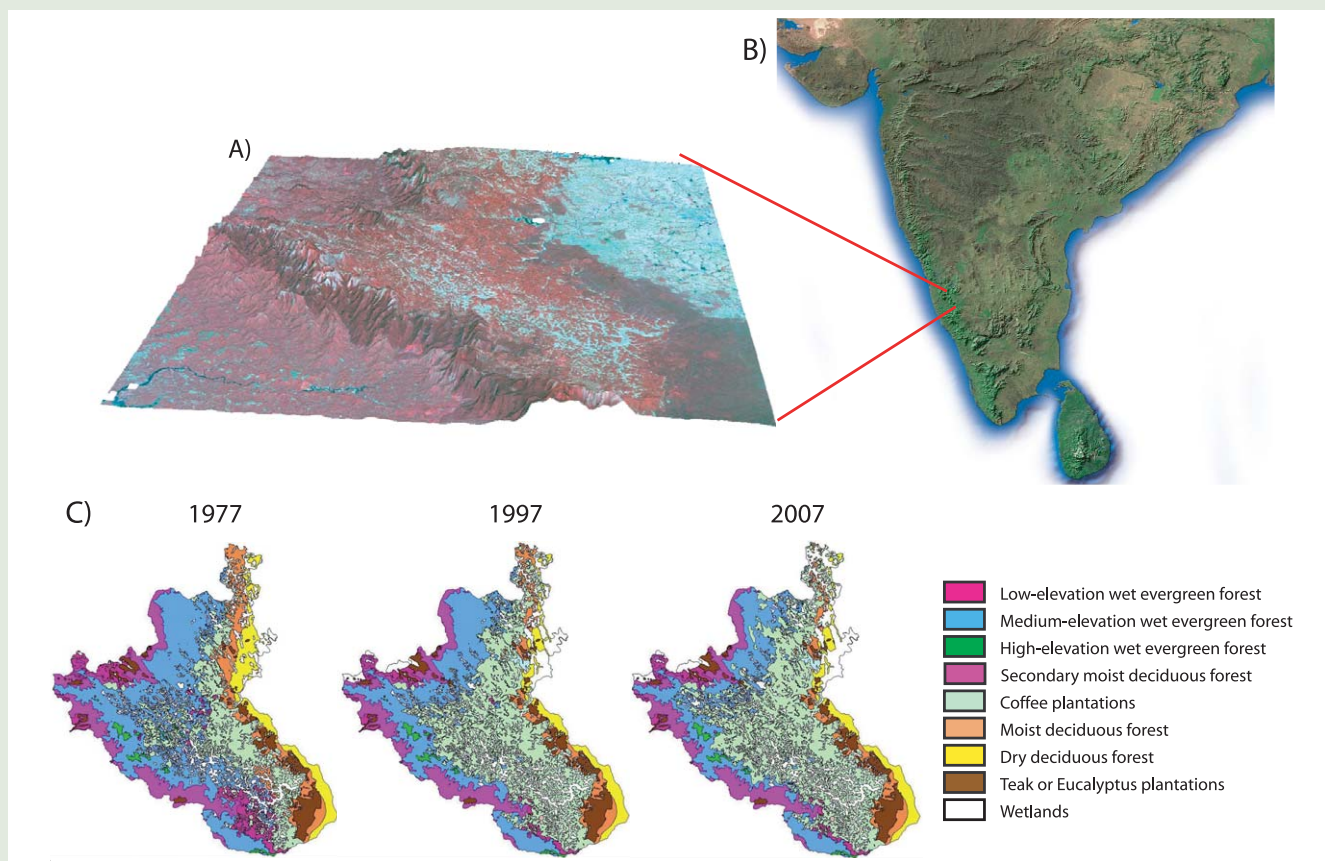 B)
A)
C)
1977
1997
2007
Low-elevation wet evergreen forest
Medium-elevation wet evergreen forest
High-elevation wet evergreen forest
Secondary moist deciduous forest
Coffee plantations
Moist deciduous forest
Dry deciduous forest
Teak or Eucalyptus plantations
Wetlands